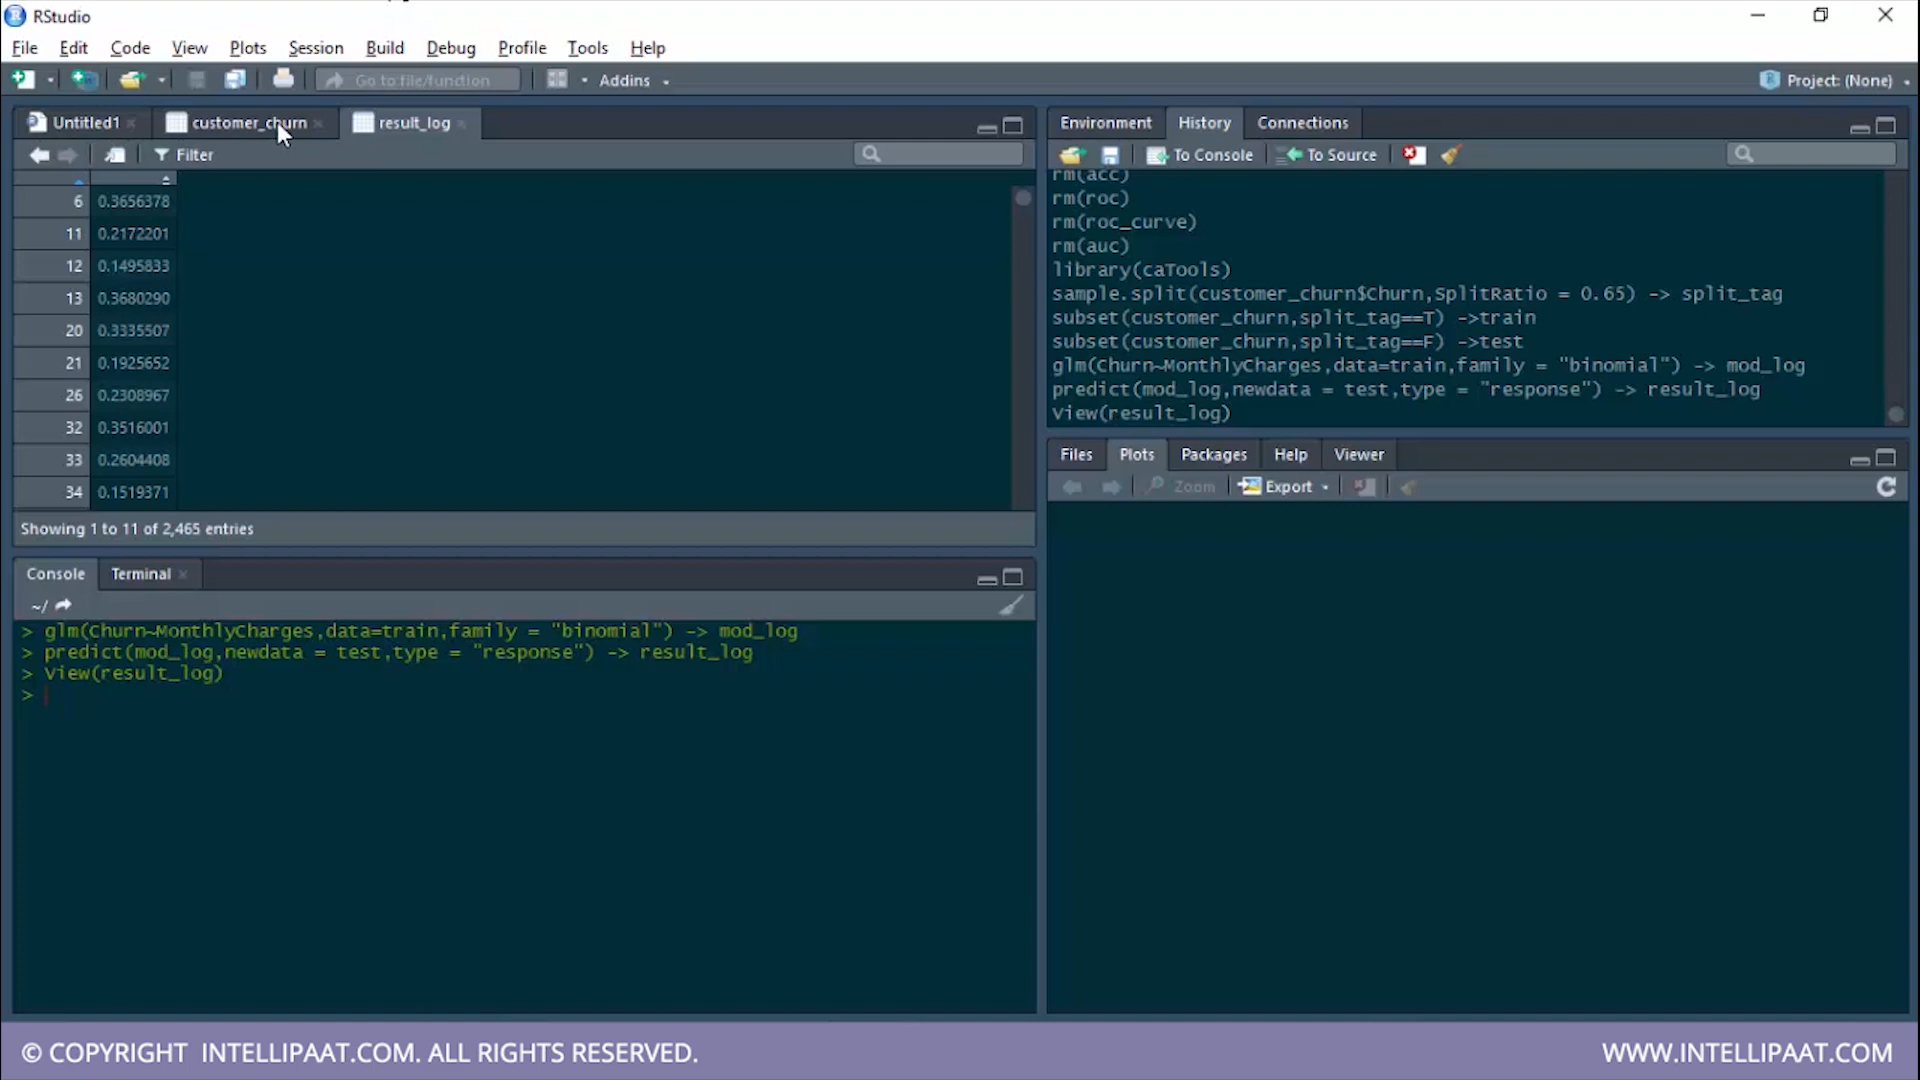 RStudio
File Edit Code View Plots Session Build Debug Profile Tools Help
Go to file/function Addins Project: (None)
Untitled1 customer_churn result_log
Filter
6 0.3656378
11 0.2172201
12 0.1495833
13 0.3680290
20 0.3335507
21 0.1925652
26 0.2308967
32 0.3516001
33 0.2604408
34 0.1519371
Showing 1 to 11 of 2,465 entries
Console Terminal
~/
> glm(Churn~MonthlyCharges,data=train,family = "binomial") -> mod_log
> predict(mod_log,newdata = test,type = "response") -> result_log
> View(result_log)
>
Environment History Connections
To Console To Source
rm(acc)
rm(roc)
rm(roc_curve)
rm(auc)
library(caTools)
sample.split(customer_churn$Churn,SplitRatio = 0.65) -> split_tag
subset(customer_churn,split_tag==T) ->train
subset(customer_churn,split_tag==F) ->test
glm(Churn~MonthlyCharges,data=train,family = "binomial") -> mod_log
predict(mod_log,newdata = test,type = "response") -> result_log
View(result_log)
Files Plots Packages Help Viewer
Zoom Export
© COPYRIGHT INTELLIPAAT.COM. ALL RIGHTS RESERVED.
WWW.INTELLIPAAT.COM